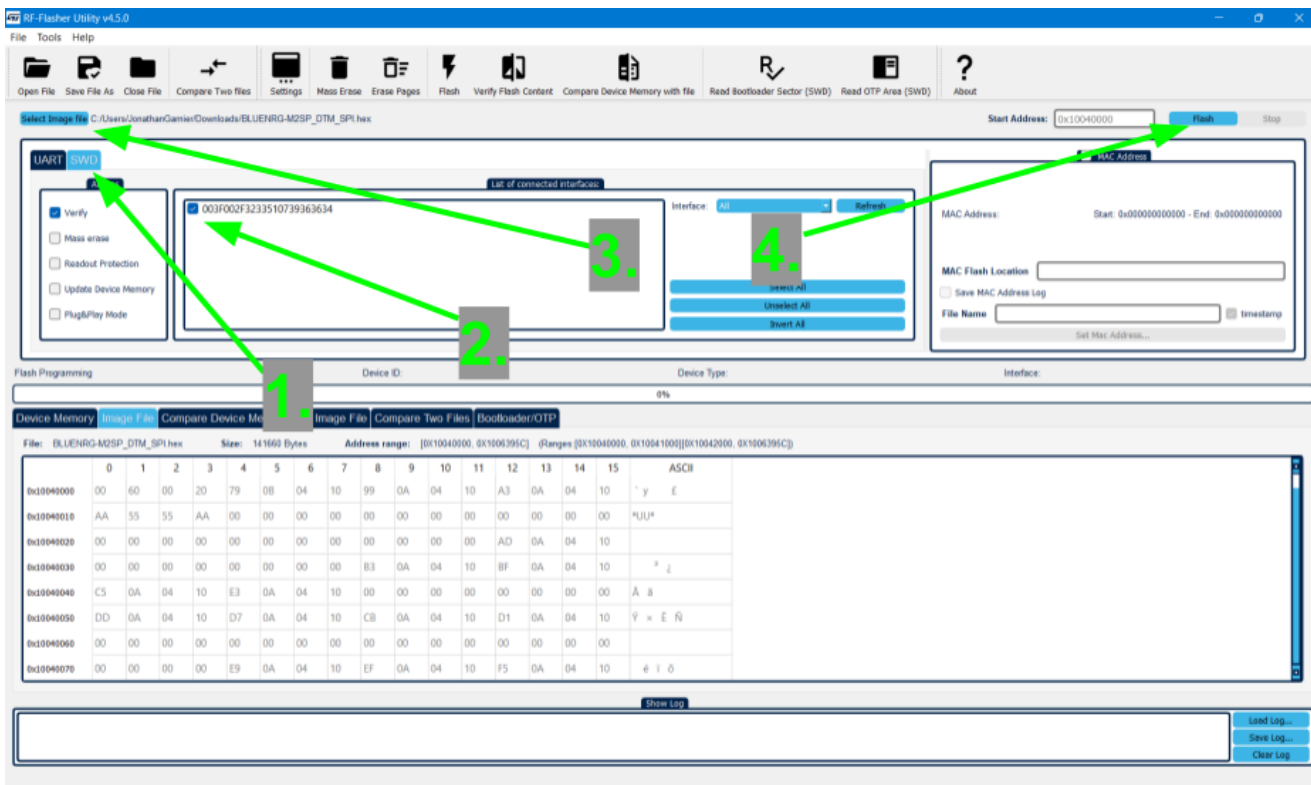 RF-Flasher Utility v4.5.0
File Tools Help
Open File Save File As Close File Compare Two files Settings Mass Erase Erase Pages Flash Verify Flash Content Compare Device Memory with file Read Bootloader Sector (SWD) Read OTP Area (SWD) About
Select Image file C:/Users/JonathanGarnier/Downloads/BLUENRG-M2SP_DTM_SPI.hex Start Address: 0x10040000 Flash Stop
UART SWD MAC Address
List of connected interfaces:
Verify 003F002F3233510739363634 Interface: All Refresh MAC Address: Start: 0x000000000000 - End: 0x000000000000
Mass erase 3. 4.
Readout Protection MAC Flash Location
Update Device Memory Select All Save MAC Address Log
Plug&Play Mode 2. Unselect All File Name timestamp
Invert All Set Mac Address...
Flash Programming Device ID: Device Type: Interface:
1. 0%
Device Memory Image File Compare Device Me Image File Compare Two Files Bootloader/OTP
File: BLUENRG-M2SP_DTM_SPI.hex Size: 141660 Bytes Address range: [0X10040000, 0X1006395C] (Ranges [0X10040000, 0X10041000][0X10042000, 0X1006395C])
0 1 2 3 4 5 6 7 8 9 10 11 12 13 14 15 ASCII
0x10040000 00 60 00 20 79 0B 04 10 99 0A 04 10 A3 0A 04 10 ` y £
0x10040010 AA 55 55 AA 00 00 00 00 00 00 00 00 00 00 00 00 ªUUª
0x10040020 00 00 00 00 00 00 00 00 00 00 00 00 AD 0A 04 10
0x10040030 00 00 00 00 00 00 00 00 B3 0A 04 10 BF 0A 04 10 ³ ¿
0x10040040 C5 0A 04 10 E3 0A 04 10 00 00 00 00 00 00 00 00 Å ã
0x10040050 DD 0A 04 10 D7 0A 04 10 CB 0A 04 10 D1 0A 04 10 Ý × Ë Ñ
0x10040060 00 00 00 00 00 00 00 00 00 00 00 00 00 00 00 00
0x10040070 00 00 00 00 E9 0A 04 10 EF 0A 04 10 F5 0A 04 10 é ï õ
Show Log
Load Log...
Save Log...
Clear Log